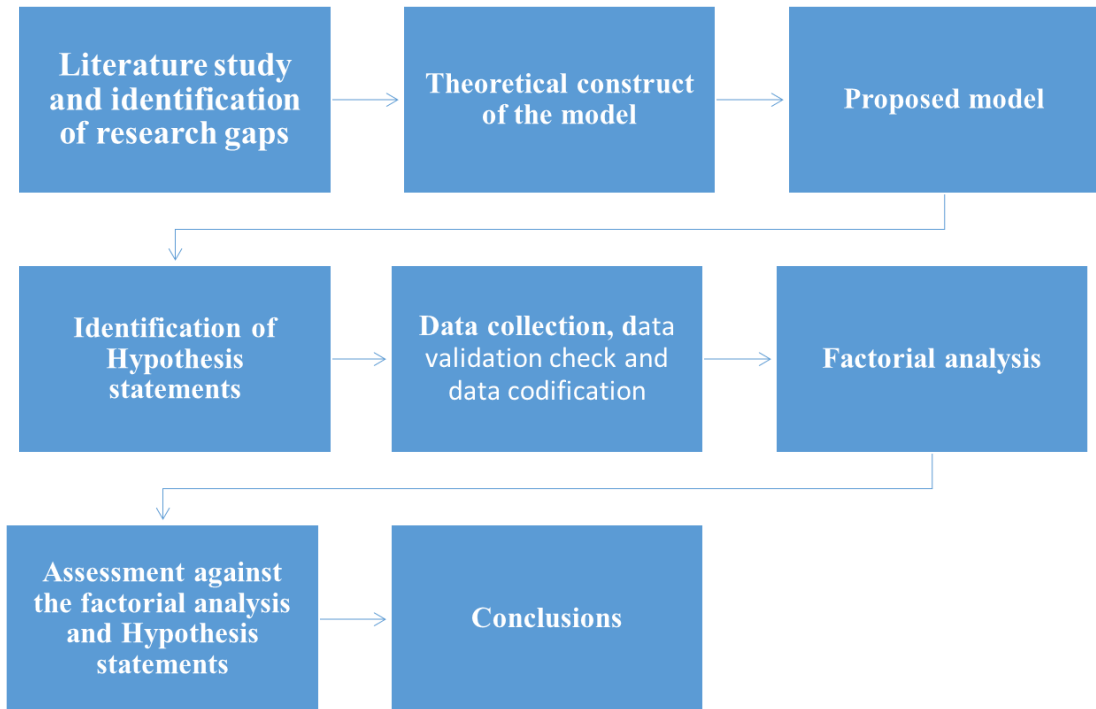 Literature study
and identification
of research gaps
Theoretical construct
of the model
Proposed model
Identification of
Hypothesis
statements
Data collection, data
validation check and
data codification
Factorial analysis
Assessment against
the factorial analysis
and Hypothesis
statements
Conclusions